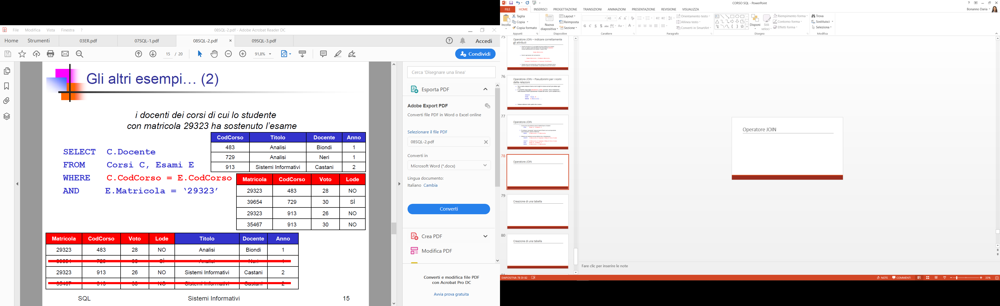 File Modifica Vista Finestra ?
08SQL-2.pdf - Adobe Acrobat Reader DC
Home Strumenti 03ER.pdf 07SQL-1.pdf 08SQL-2.pdf × 09SQL-3.pdf Accedi
15 / 20 91,8% Condividi
Gli altri esempi… (2)
i docenti dei corsi di cui lo studente
con matricola 29323 ha sostenuto l'esame
SELECT C.Docente
FROM Corsi C, Esami E
WHERE C.CodCorso = E.CodCorso
AND E.Matricola = ‘29323’
CodCorso Titolo Docente Anno
483 Analisi Biondi 1
729 Analisi Neri 1
913 Sistemi Informativi Castani 2
Matricola CodCorso Voto Lode
29323 483 28 NO
39654 729 30 SÌ
29323 913 26 NO
35467 913 30 NO
Matricola CodCorso Voto Lode Titolo Docente Anno
29323 483 28 NO Analisi Biondi 1
39654 729 30 SÌ Analisi Neri 1
29323 913 26 NO Sistemi Informativi Castani 2
35467 913 30 NO Sistemi Informativi Castani 2
SQL Sistemi Informativi 15
Cerca 'Disegnare una linea'
Esporta PDF
Adobe Export PDF
Converti file PDF in Word o Excel online
Selezionare il file PDF
08SQL-2.pdf
Converti in
Microsoft Word (*.docx)
Lingua documento:
Italiano Cambia
Converti
Crea PDF
Modifica PDF
Converti e modifica file PDF
con Acrobat Pro DC
Avvia prova gratuita
CORSO SQL - PowerPoint
FILE HOME INSERISCI PROGETTAZIONE TRANSIZIONI ANIMAZIONI PRESENTAZIONE REVISIONE VISUALIZZA
Bonanno Daria
Incolla
Taglia
Copia
Copia formato
Appunti
Nuova
diapositiva
Layout
Reimposta
Sezione
Diapositive
48
G C S S abc AV Aa A
Carattere
Orientamento testo
Allinea testo
Converti in SmartArt
Paragrafo
Disponi
Stili
veloci
Riempimento forma
Contorno forma
Effetti forma
Disegno
Trova
Sostituisci
Seleziona
Modifica
75
Operatore JOIN – indicare correttamente
gli attributi
76
Operatore JOIN – Pseudonimi per i nomi
delle relazioni
77
Operatore JOIN
78
Operatore JOIN
79
Creazione di una tabella
80
Creazione di una tabella
Operatore JOIN
Fare clic per inserire le note
DIAPOSITIVA 78 DI 82
NOTE COMMENTI 33%